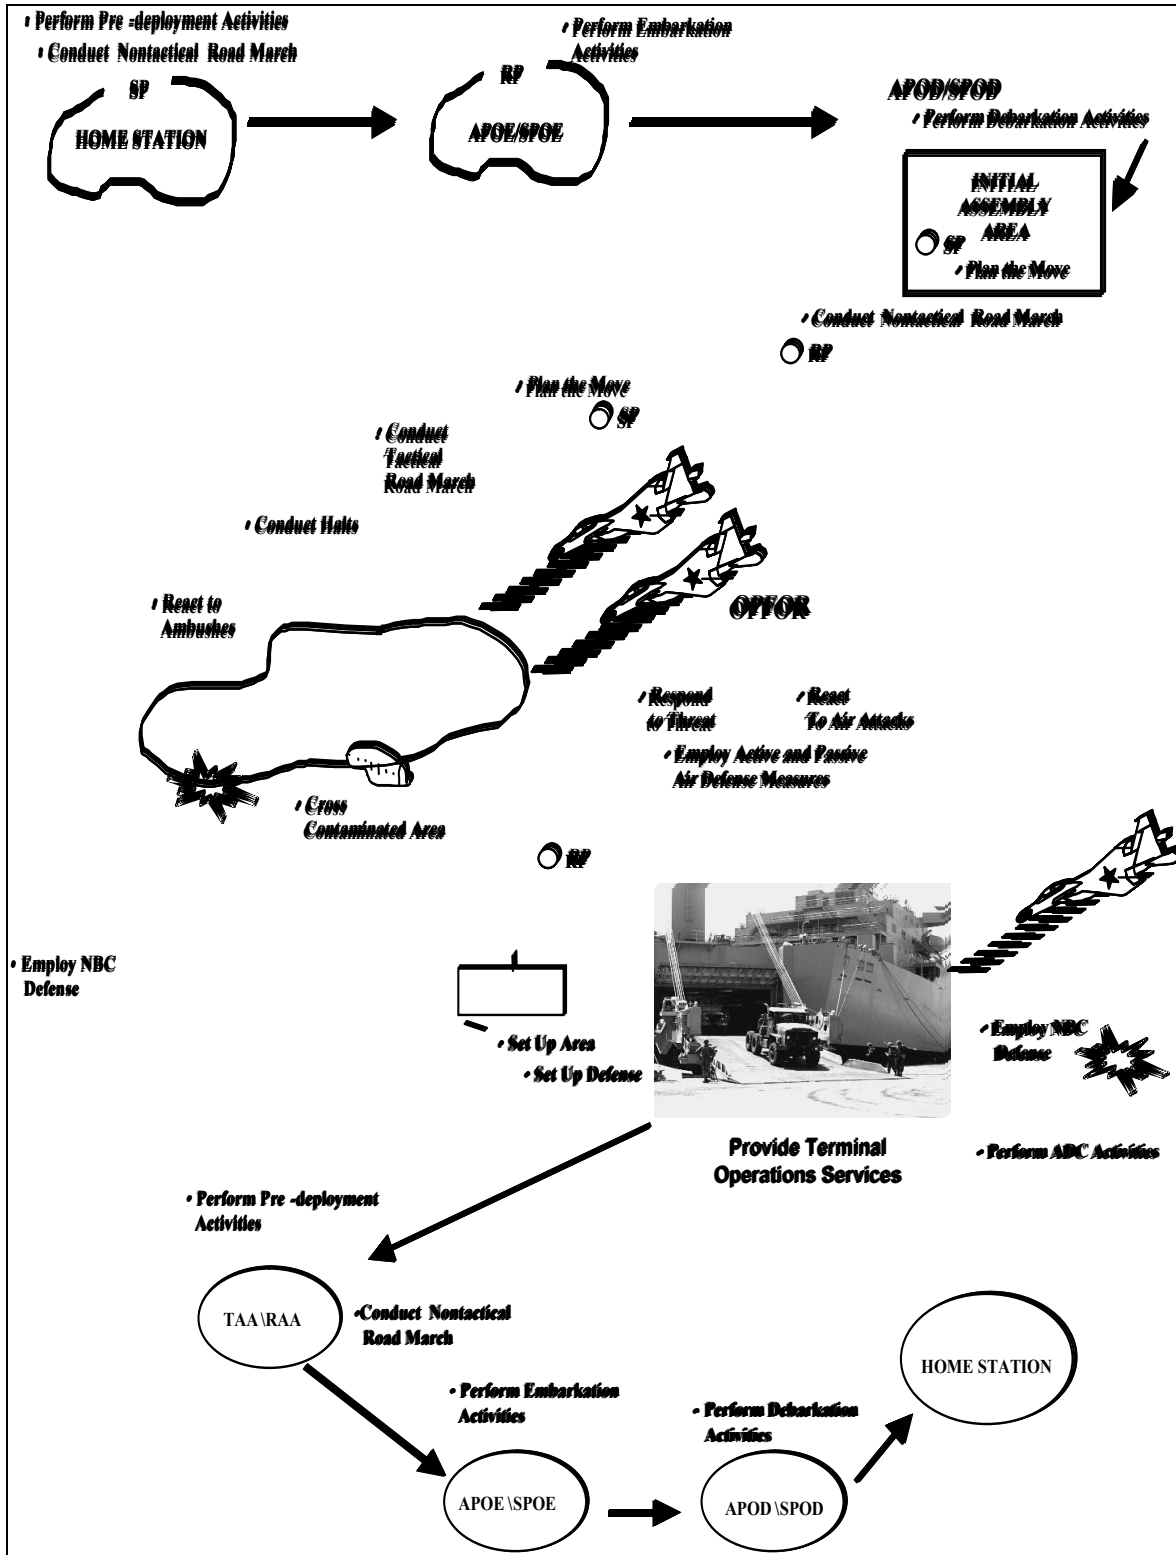 • Perform Pre -deployment Activities
• Conduct Nontactical Road March
SP
HOME STATION
• Perform Embarkation
Activities
RP
APOE/SPOE
APOD/SPOD
• Perform Debarkation Activities
INITIAL
ASSEMBLY
AREA
SP
• Plan the Move
• Conduct Nontactical Road March
RP
• Plan the Move
SP
• Conduct
Tactical
Road March
• Conduct Halts
• React to
Ambushes
OPFOR
• Respond
to Threat
• React
To Air Attacks
• Employ Active and Passive
Air Defense Measures
• Cross
Contaminated Area
RP
• Employ NBC
Defense
• Set Up Area
• Set Up Defense
• Employ NBC
Defense
Provide Terminal
Operations Services
• Perform ADC Activities
• Perform Pre -deployment
Activities
TAA \RAA
•Conduct Nontactical
Road March
HOME STATION
• Perform Embarkation
Activities
• Perform Debarkation
Activities
APOE \SPOE
APOD \SPOD